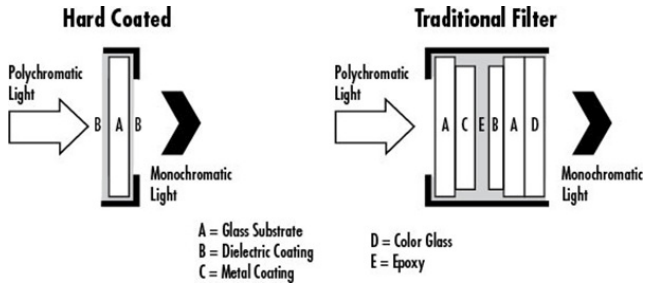 Hard Coated
Traditional Filter
Polychromatic
Light
B A B
Monochromatic
Light
Polychromatic
Light
A C E B A D
Monochromatic
Light
A = Glass Substrate
B = Dielectric Coating
C = Metal Coating
D = Color Glass
E = Epoxy